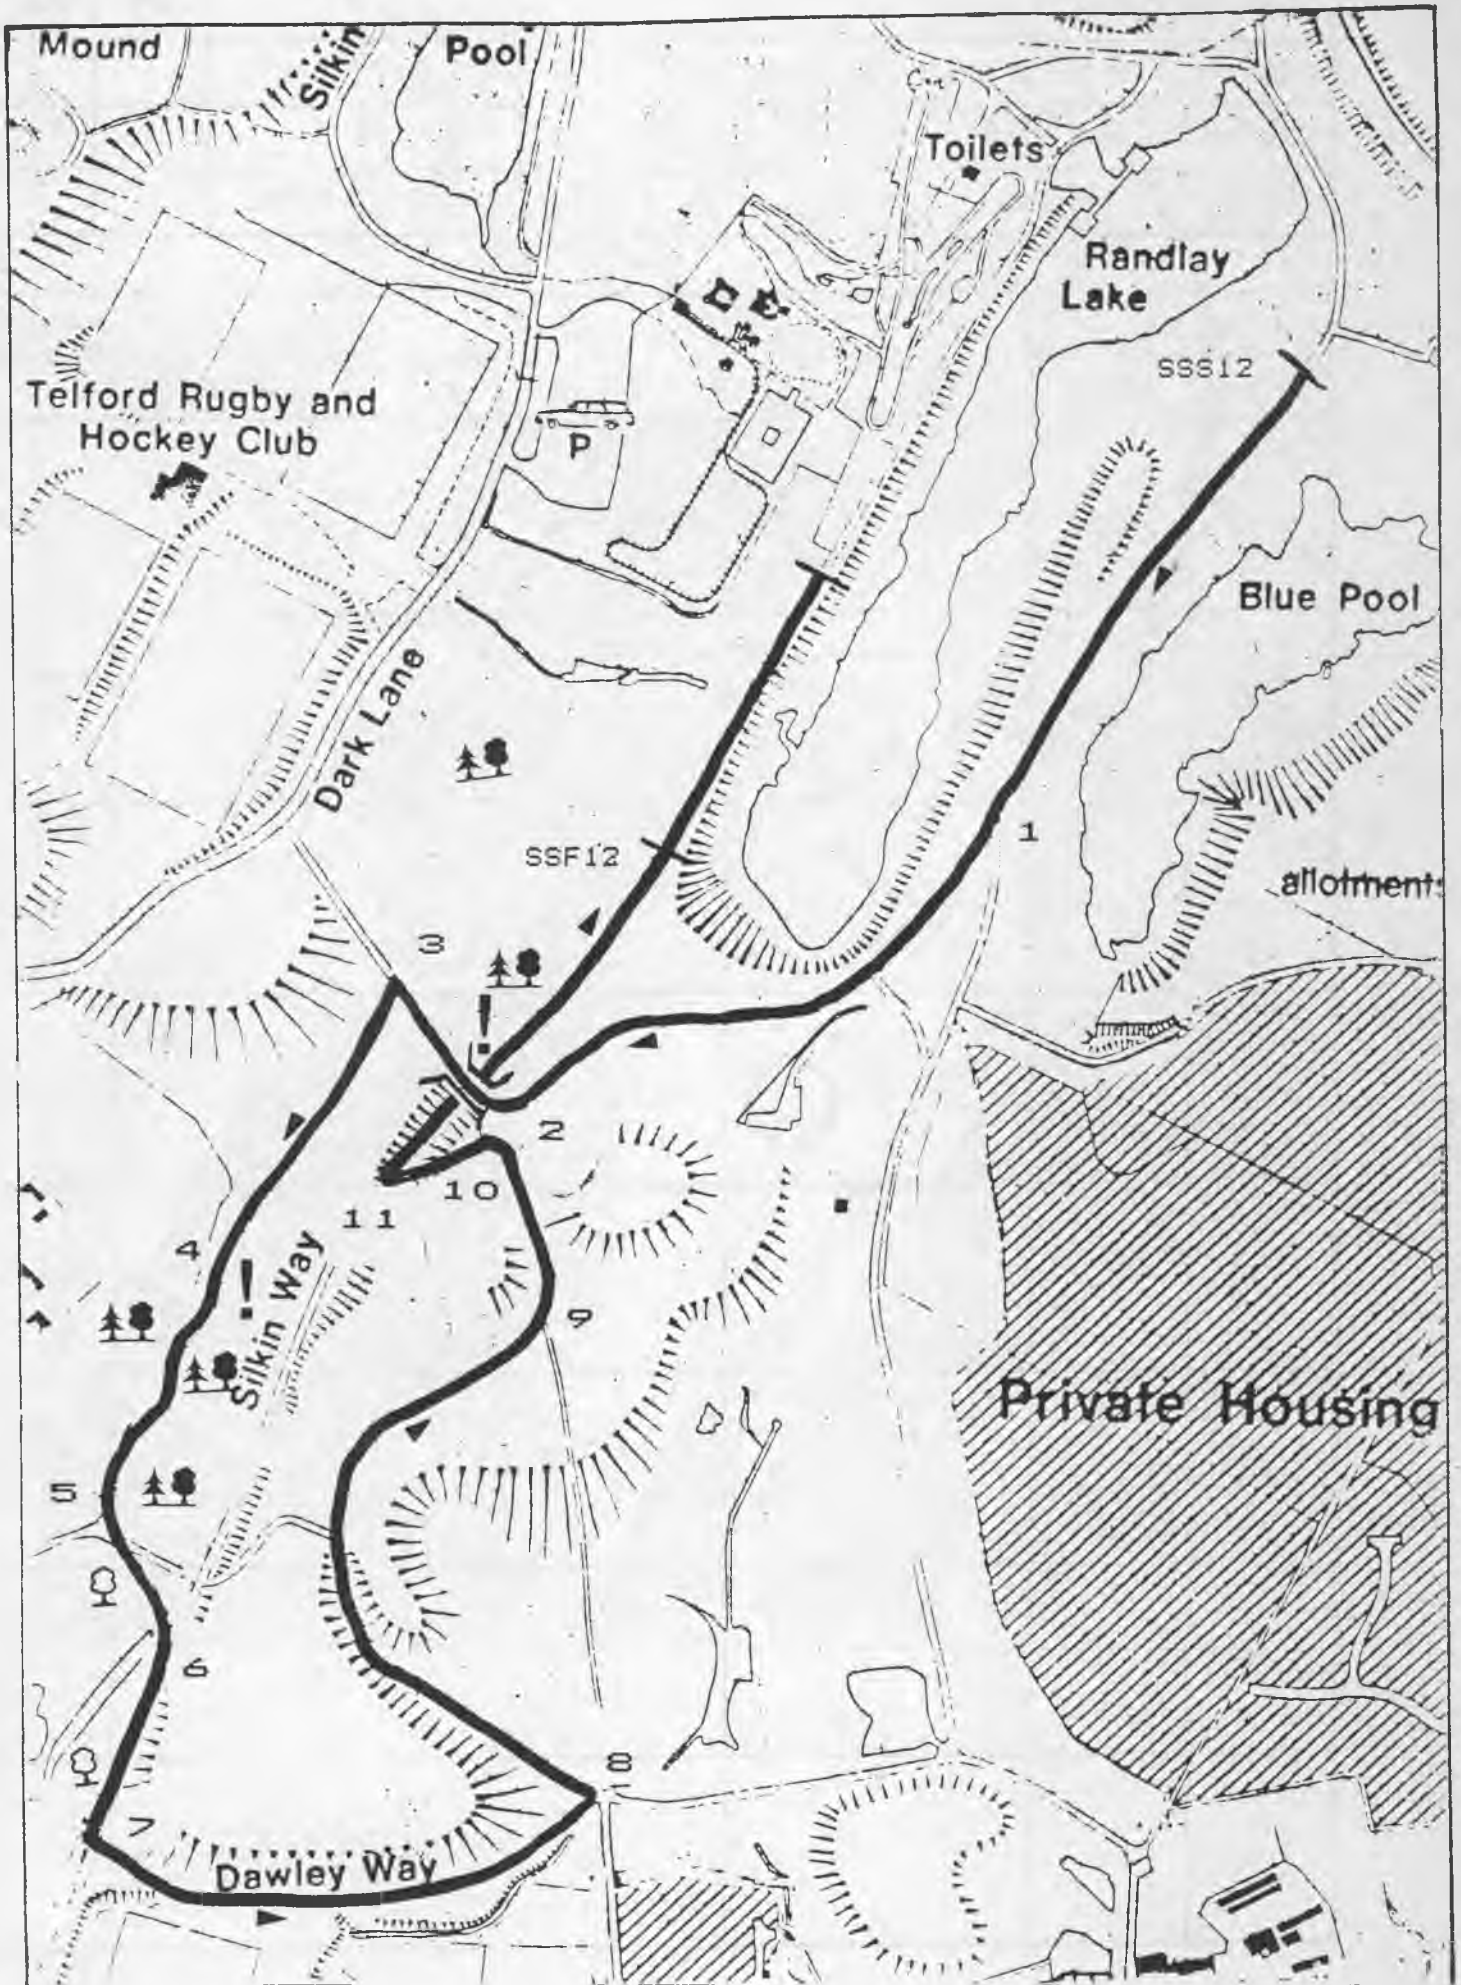 Mound
Silkin
Pool
Toilets
Randlay
Lake
SSS12
Telford Rugby and
Hockey Club
P
Blue Pool
Dark Lane
1
SSF12
allotments
3
!
2
10
11
4
!
Silkin Way
9
Private Housing
5
6
8
7
Dawley Way